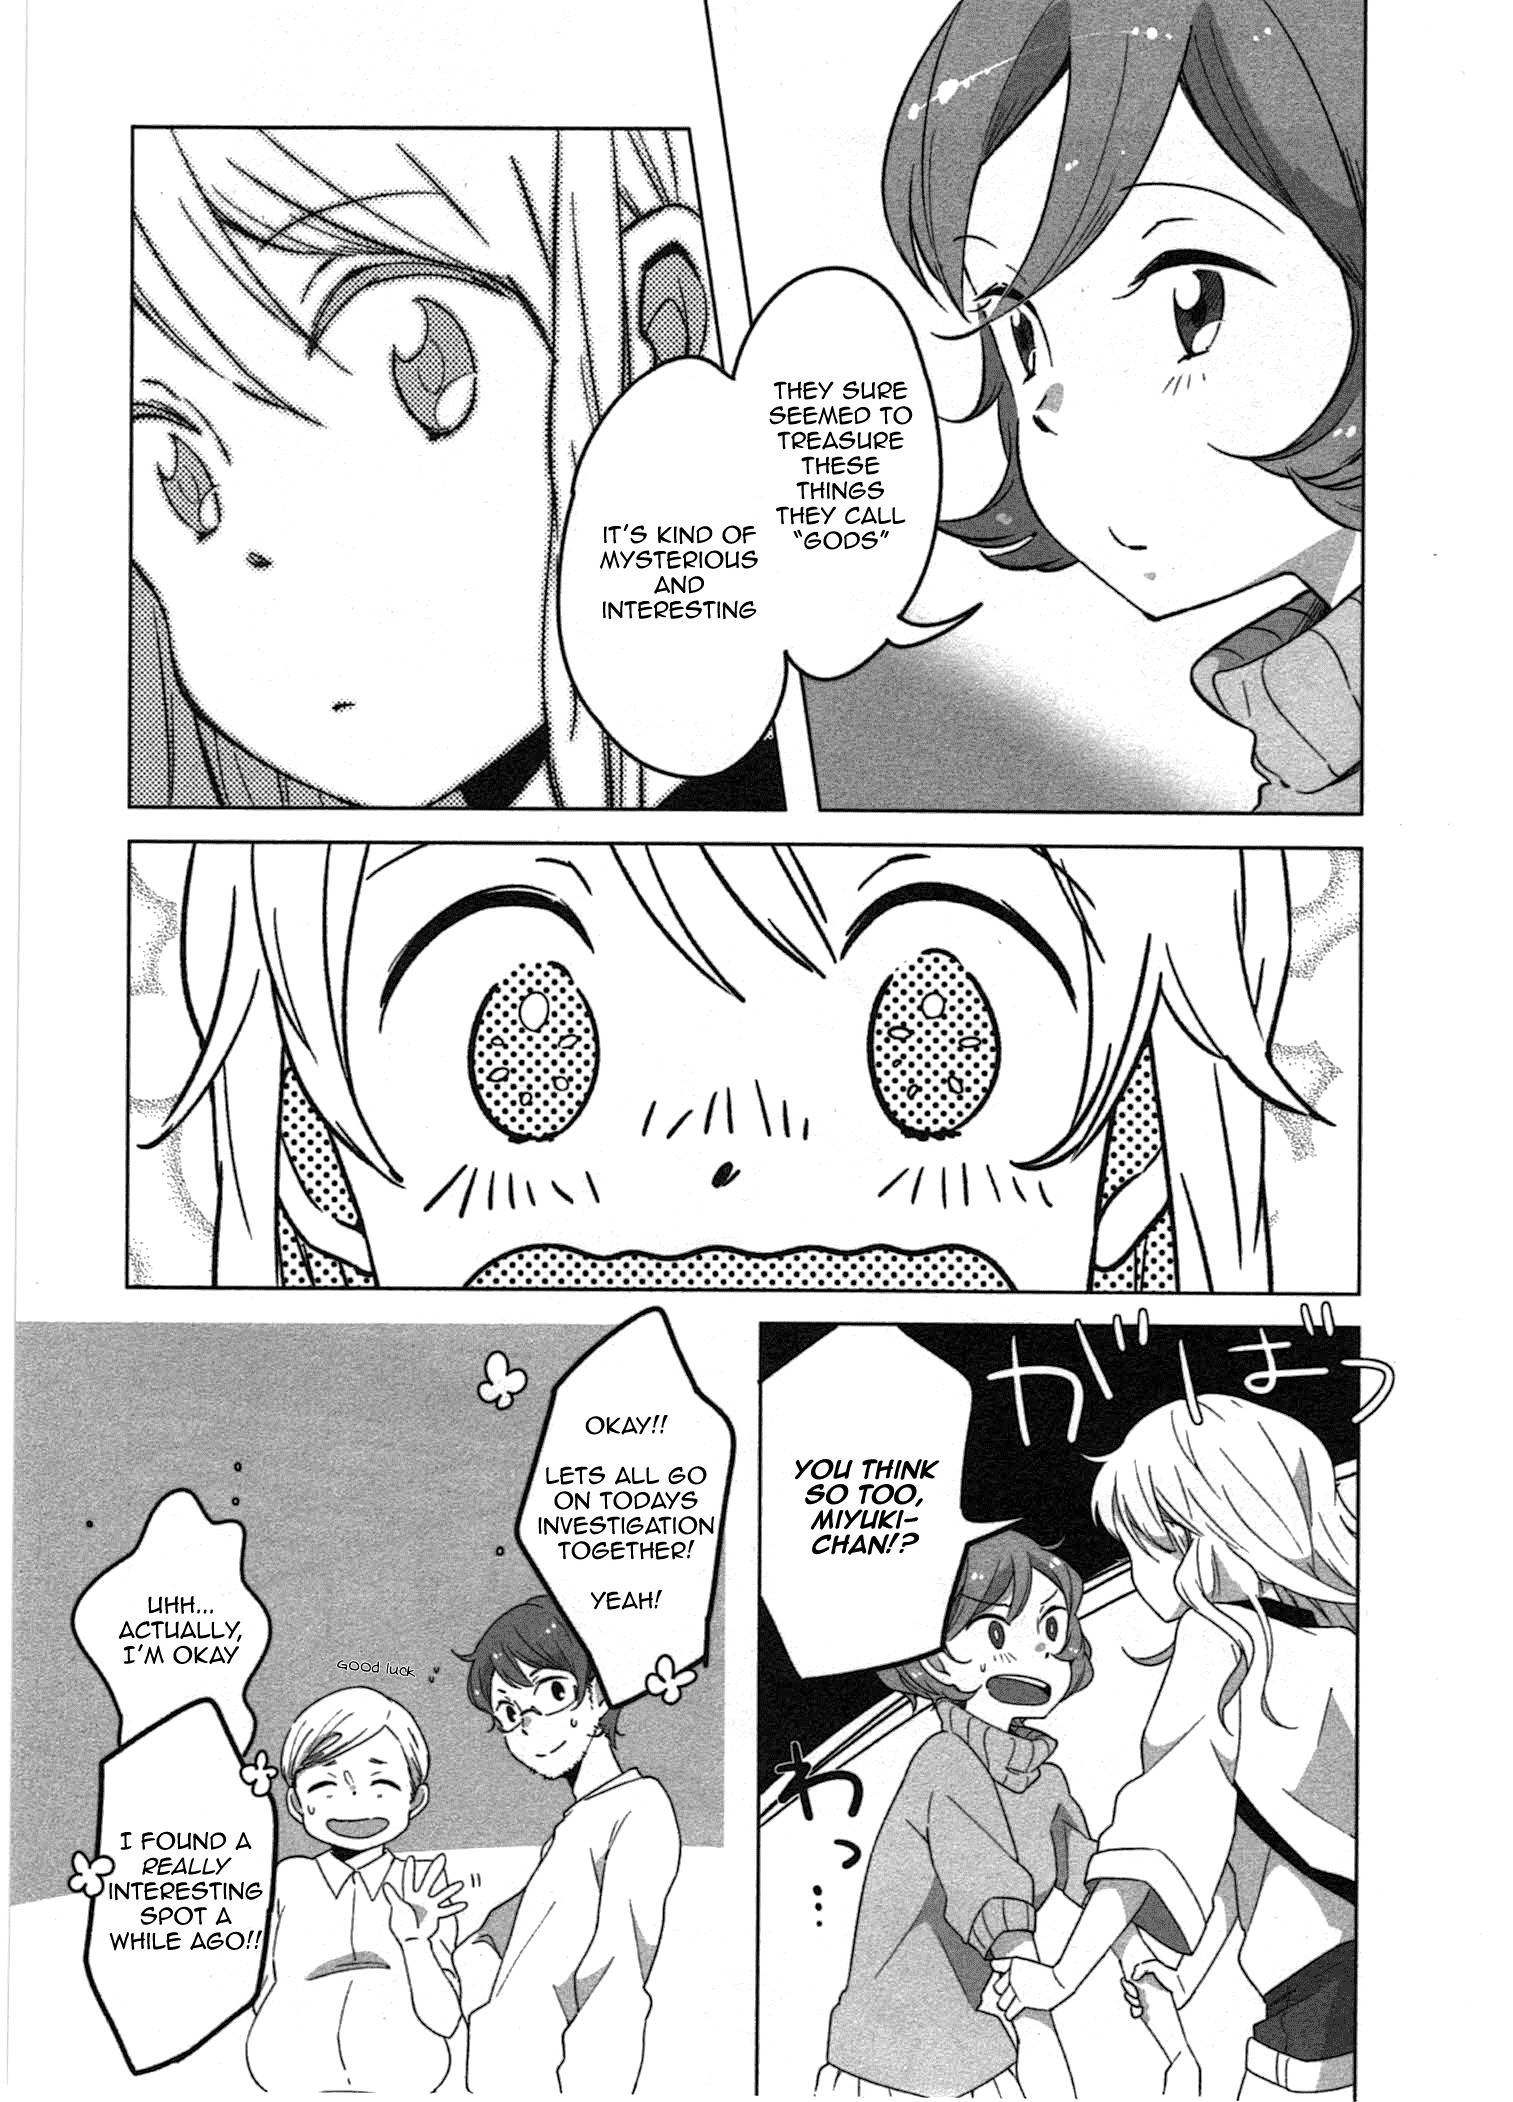 THEY SURE
SEEMED TO
TREASURE
THESE
THINGS
THEY CALL
"GODS"
IT'S KIND OF
MYSTERIOUS
AND
INTERESTING
がばっ
YOU THINK
SO TOO,
MIYUKI-
CHAN!?
わっ…
OKAY!!
LETS ALL GO
ON TODAYS
INVESTIGATION
TOGETHER!
YEAH!
GOOd luck
UHH...
ACTUALLY,
I'M OKAY
I FOUND A
REALLY
INTERESTING
SPOT A
WHILE AGO!!